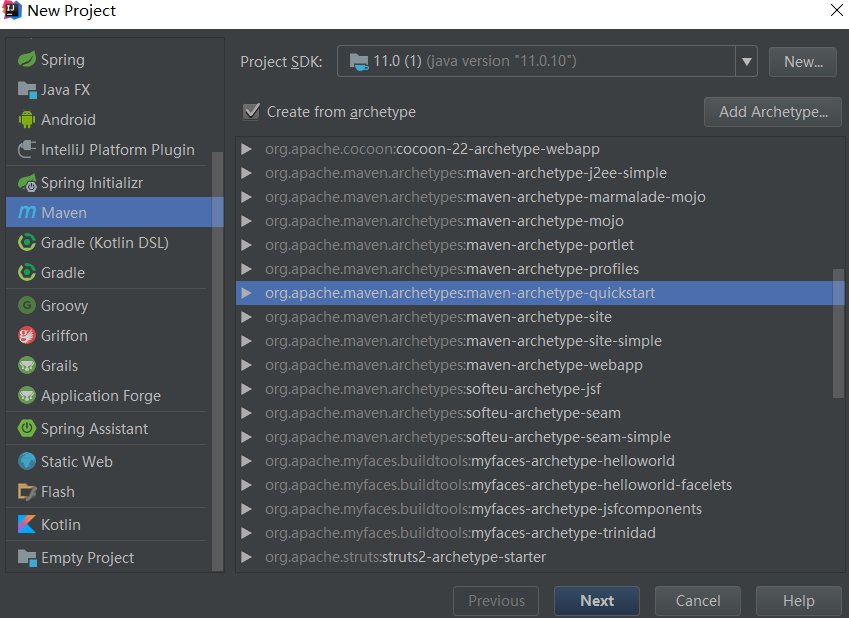 New Project
Spring
Java FX
Android
IntelliJ Platform Plugin
Spring Initializr
Maven
Gradle (Kotlin DSL)
Gradle
Groovy
Griffon
Grails
Application Forge
Spring Assistant
Static Web
Flash
Kotlin
Empty Project
Project SDK: 11.0 (1) (java version "11.0.10") New...
Create from archetype Add Archetype...
org.apache.cocoon:cocoon-22-archetype-webapp
org.apache.maven.archetypes:maven-archetype-j2ee-simple
org.apache.maven.archetypes:maven-archetype-marmalade-mojo
org.apache.maven.archetypes:maven-archetype-mojo
org.apache.maven.archetypes:maven-archetype-portlet
org.apache.maven.archetypes:maven-archetype-profiles
org.apache.maven.archetypes:maven-archetype-quickstart
org.apache.maven.archetypes:maven-archetype-site
org.apache.maven.archetypes:maven-archetype-site-simple
org.apache.maven.archetypes:maven-archetype-webapp
org.apache.maven.archetypes:softeu-archetype-jsf
org.apache.maven.archetypes:softeu-archetype-seam
org.apache.maven.archetypes:softeu-archetype-seam-simple
org.apache.myfaces.buildtools:myfaces-archetype-helloworld
org.apache.myfaces.buildtools:myfaces-archetype-helloworld-facelets
org.apache.myfaces.buildtools:myfaces-archetype-jsfcomponents
org.apache.myfaces.buildtools:myfaces-archetype-trinidad
org.apache.struts:struts2-archetype-starter
Previous Next Cancel Help